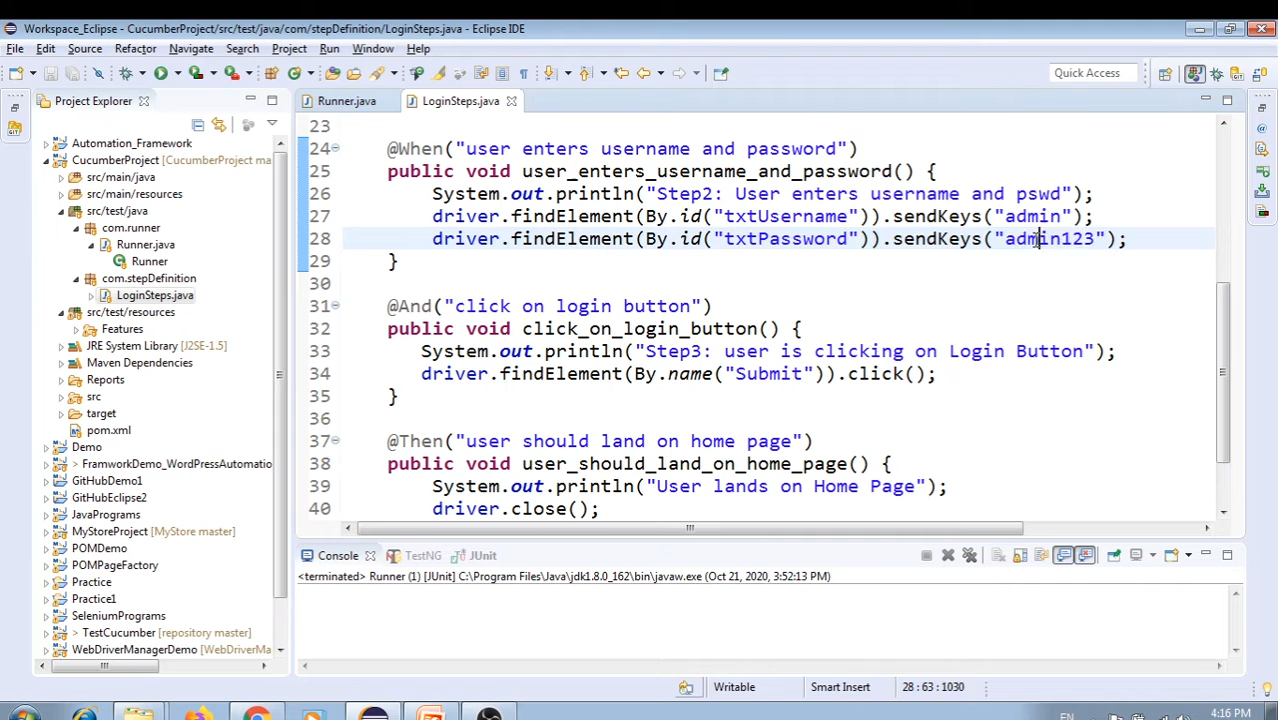 Workspace_Eclipse - CucumberProject/src/test/java/com/stepDefinition/LoginSteps.java - Eclipse IDE
File Edit Source Refactor Navigate Search Project Run Window Help
Quick Access
Project Explorer
Automation_Framework
CucumberProject [CucumberProject ma
src/main/java
src/main/resources
src/test/java
com.runner
Runner.java
Runner
com.stepDefinition
LoginSteps.java
src/test/resources
Features
JRE System Library [J2SE-1.5]
Maven Dependencies
Reports
src
target
pom.xml
Demo
> FramworkDemo_WordPressAutomation
GitHubDemo1
GitHubEclipse2
JavaPrograms
MyStoreProject [MyStore master]
POMDemo
POMPageFactory
Practice
Practice1
SeleniumPrograms
> TestCucumber [repository master]
WebDriverManagerDemo [WebDriverMa
Runner.java LoginSteps.java
23
24 @When("user enters username and password")
25 public void user_enters_username_and_password() {
26 System.out.println("Step2: User enters username and pswd");
27 driver.findElement(By.id("txtUsername")).sendKeys("admin");
28 driver.findElement(By.id("txtPassword")).sendKeys("admin123");
29 }
30
31 @And("click on login button")
32 public void click_on_login_button() {
33 System.out.println("Step3: user is clicking on Login Button");
34 driver.findElement(By.name("Submit")).click();
35 }
36
37 @Then("user should land on home page")
38 public void user_should_land_on_home_page() {
39 System.out.println("User lands on Home Page");
40 driver.close();
Console TestNG JUnit
<terminated> Runner (1) [JUnit] C:\Program Files\Java\jdk1.8.0_162\bin\javaw.exe (Oct 21, 2020, 3:52:13 PM)
Writable Smart Insert 28 : 63 : 1030
EN 4:16 PM